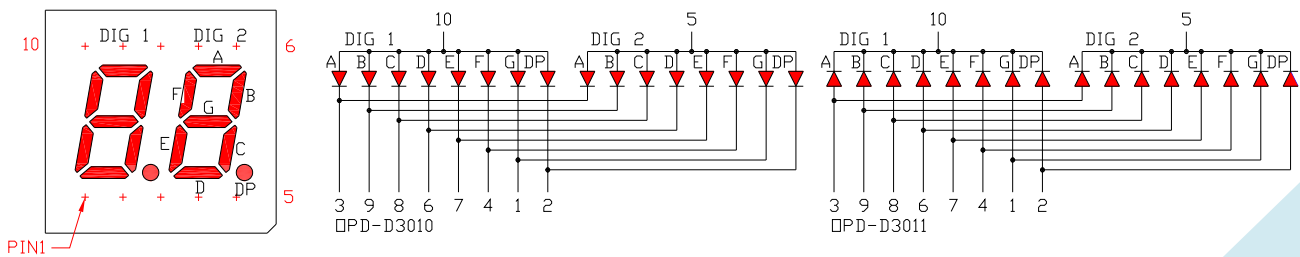 10 DIG 1 DIG 2 6
A
F B
G
E C
D DP
5
PIN1
10 5
DIG 1 DIG 2
A B C D E F G DP A B C D E F G DP
3 9 8 6 7 4 1 2
OPD-D3010
10 5
DIG 1 DIG 2
A B C D E F G DP A B C D E F G DP
3 9 8 6 7 4 1 2
OPD-D3011